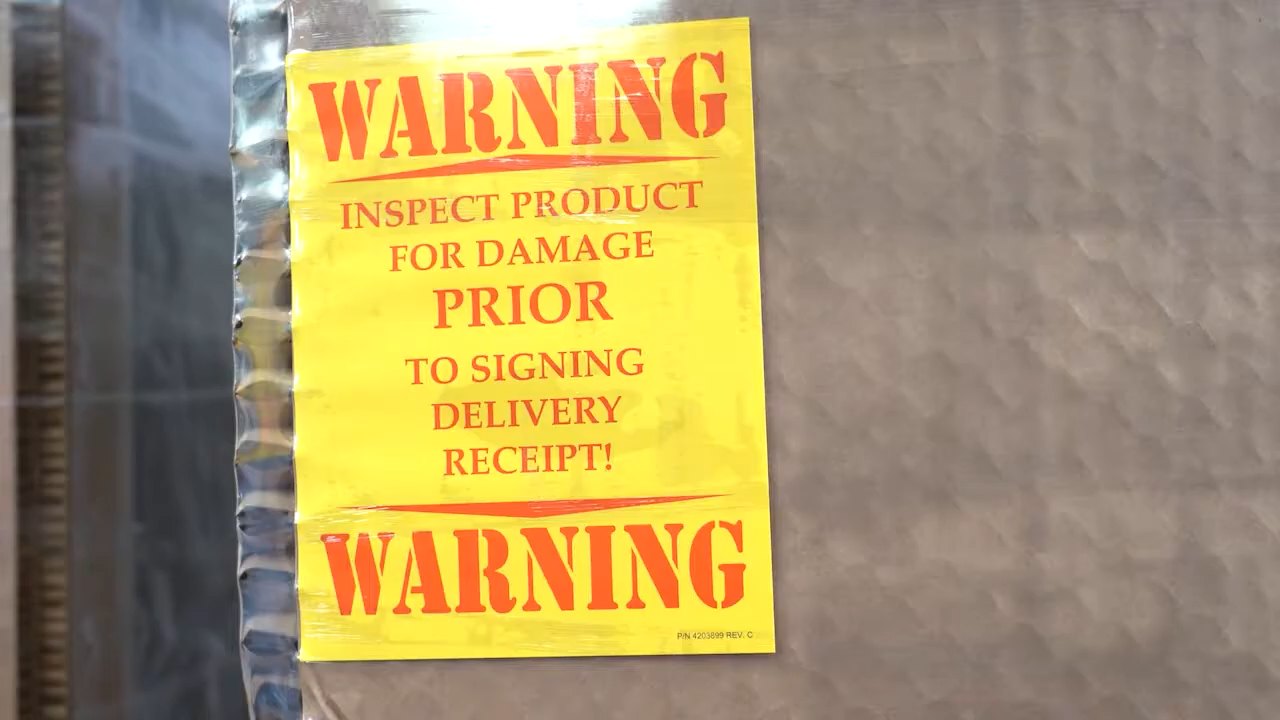 WARNING
INSPECT PRODUCT
FOR DAMAGE
PRIOR
TO SIGNING
DELIVERY
RECEIPT!
WARNING
P/N 4203899 REV. C